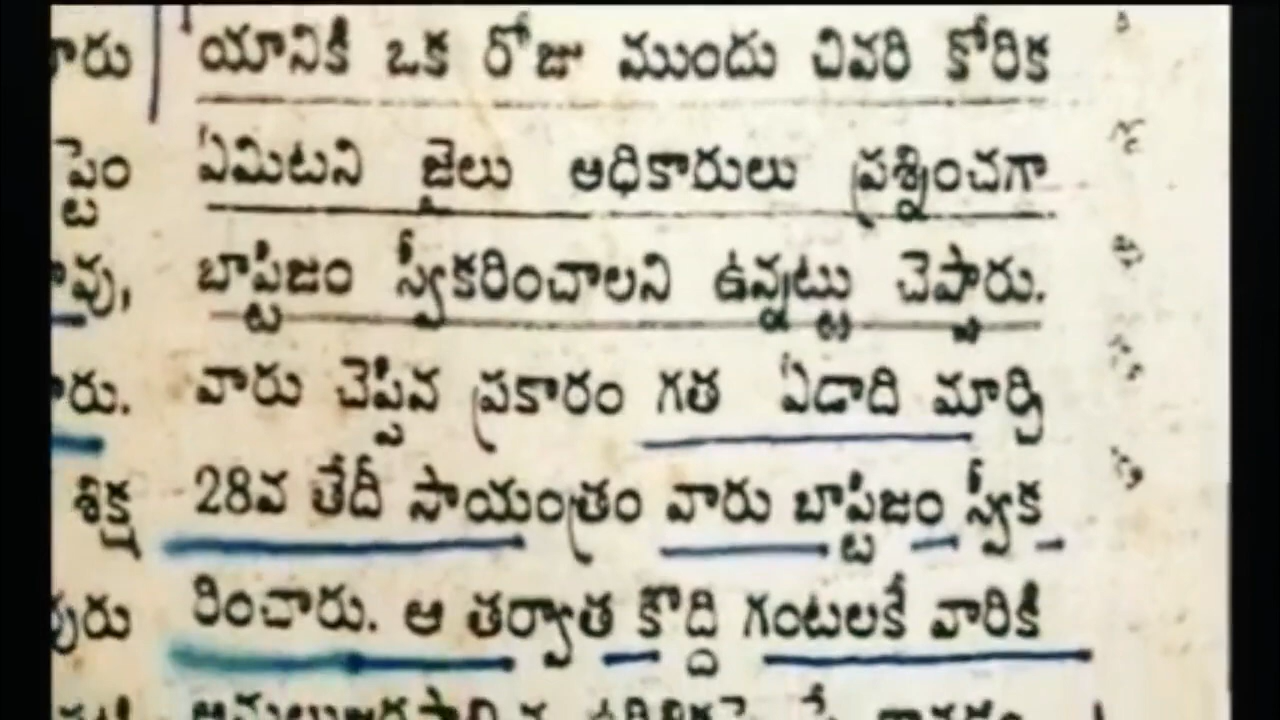 ారు యానికి ఒక రోజు ముందు చివరి కోరిక
ప్టెం ఏమిటని జైలు అధికారులు ప్రశ్నించగా
ావు, బాప్టిజం స్వీకరించాలని ఉన్నట్టు చెప్పారు.
ారు. వారు చెప్పిన ప్రకారం గత ఏడాది మార్చి
శిక్ష 28వ తేదీ సాయంత్రం వారు బాప్టిజం స్వీక
పురు రించారు. ఆ తర్వాత కొద్ది గంటలకే వారికి